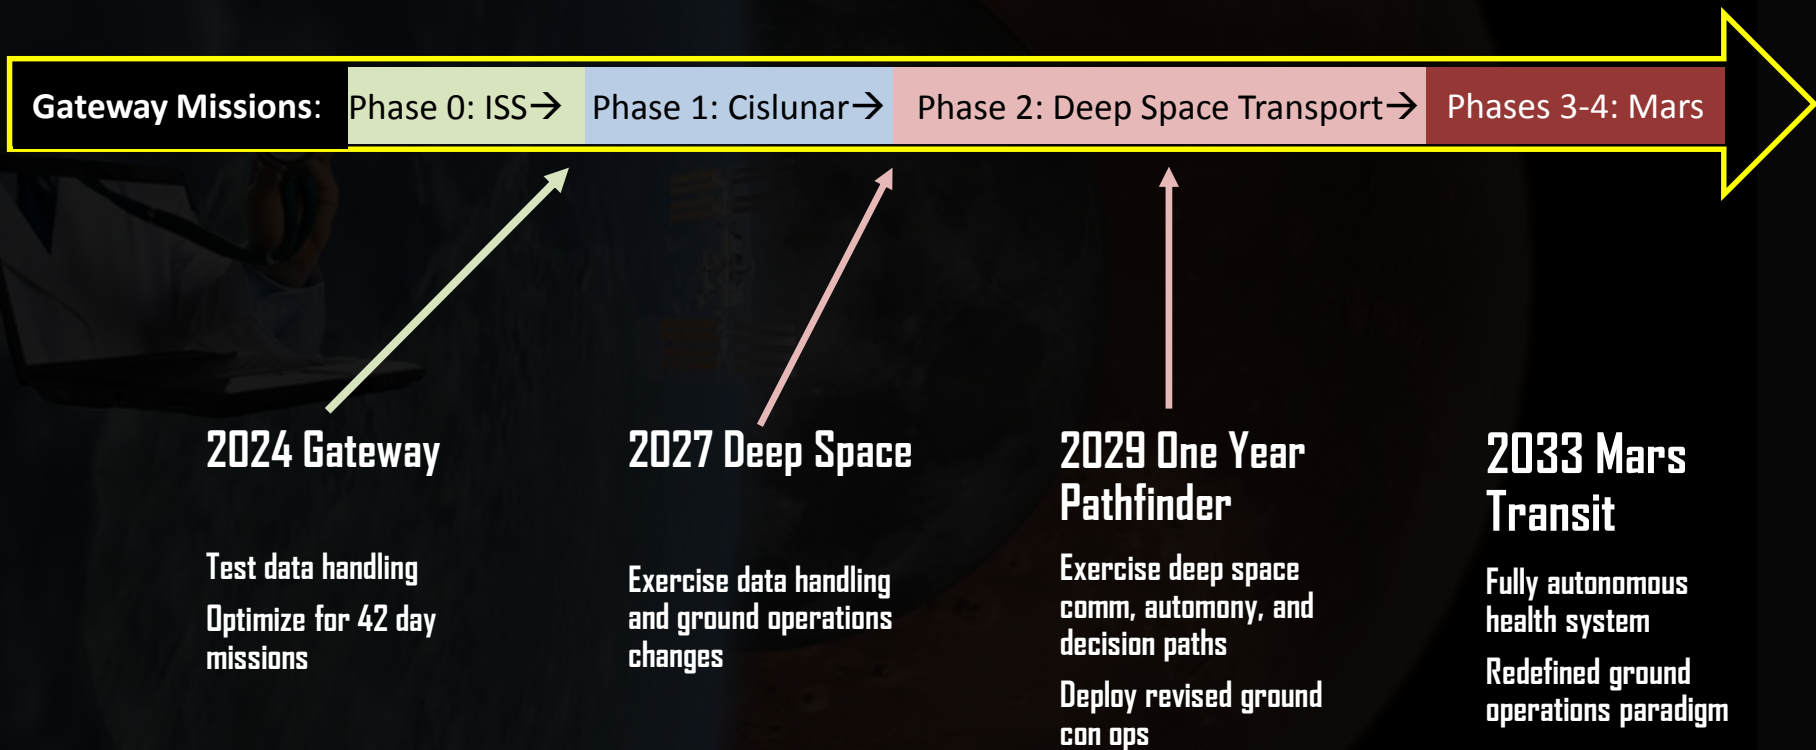 Gateway Missions: Phase 0: ISS→ Phase 1: Cislunar→ Phase 2: Deep Space Transport→ Phases 3-4: Mars
2024 Gateway
Test data handling
Optimize for 42 day
missions
2027 Deep Space
Exercise data handling
and ground operations
changes
2029 One Year
Pathfinder
Exercise deep space
comm, automony, and
decision paths
Deploy revised ground
con ops
2033 Mars
Transit
Fully autonomous
health system
Redefined ground
operations paradigm